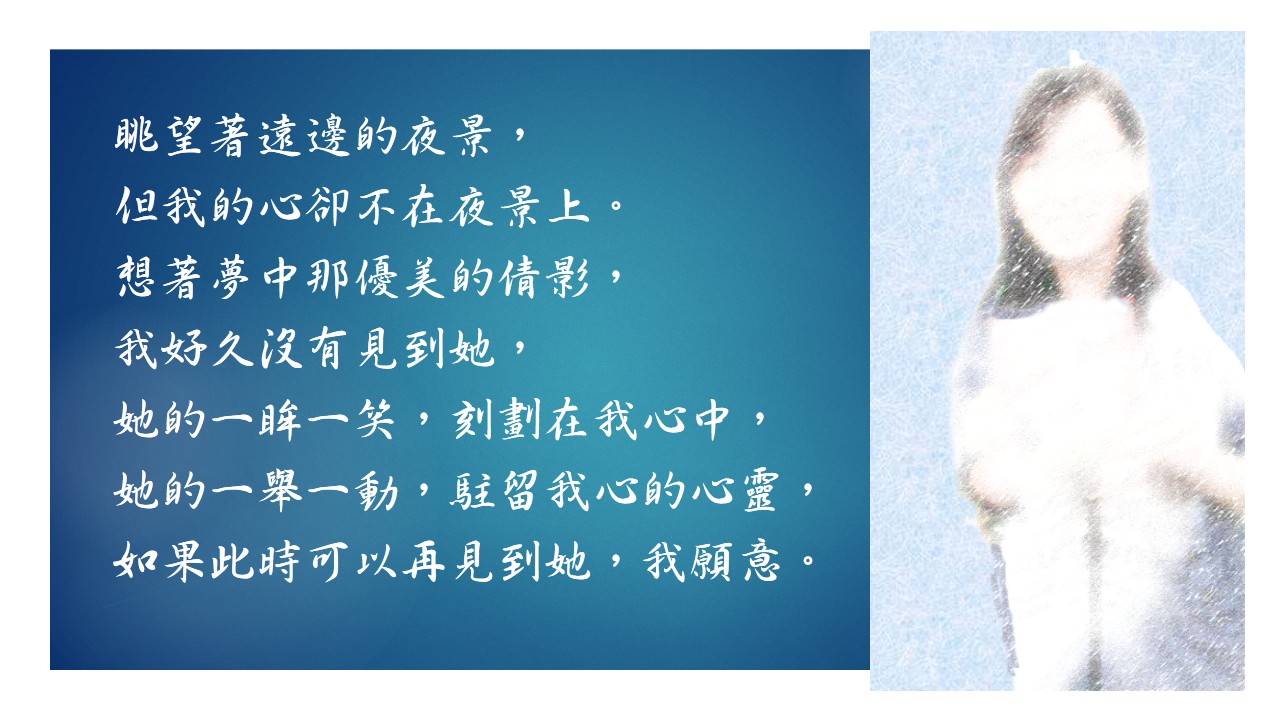 眺望著遠邊的夜景，
但我的心卻不在夜景上。
想著夢中那優美的倩影，
我好久沒有見到她，
她的一眸一笑，刻劃在我心中，
她的一舉一動，駐留我心的心靈，
如果此時可以再見到她，我願意。